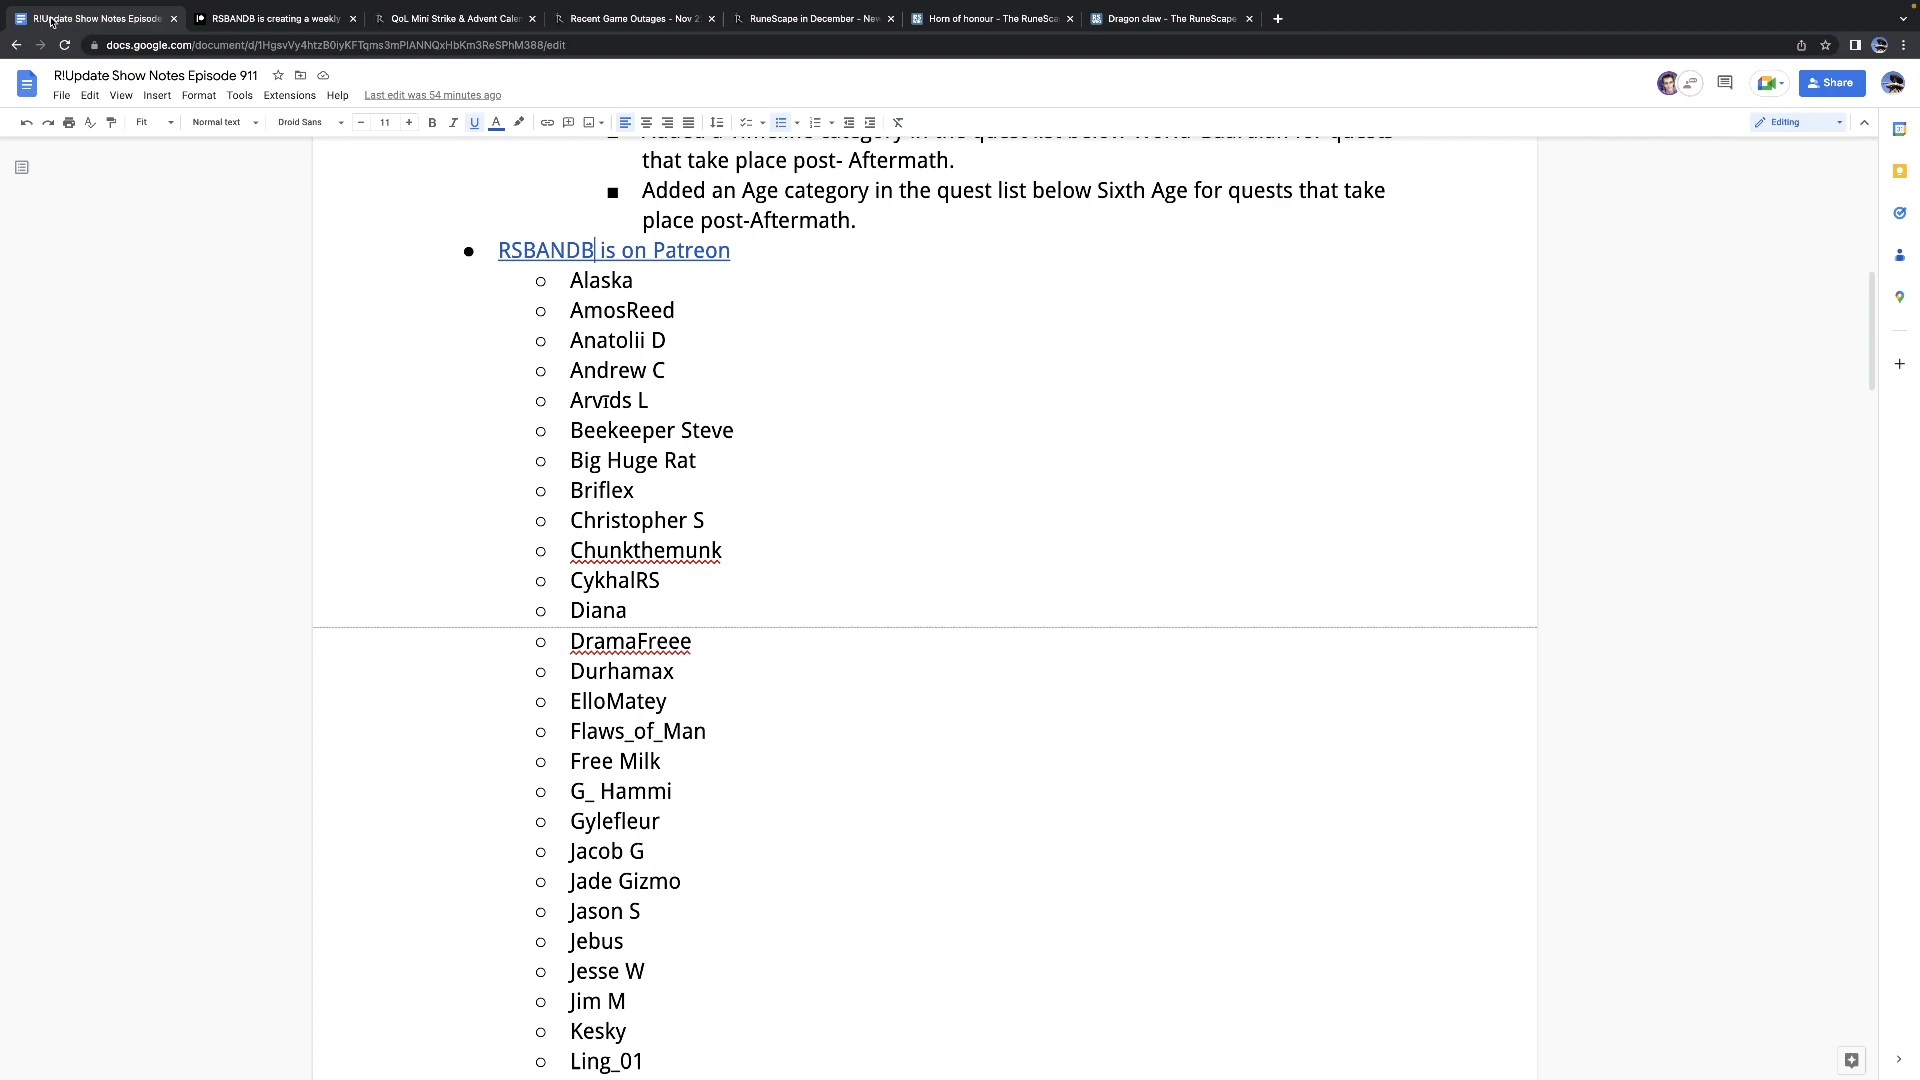 R!Update Show Notes Episode
RSBANDB is creating a weekly
QoL Mini Strike & Advent Calen
Recent Game Outages - Nov 2
RuneScape in December - New
Horn of honour - The RuneSca
Dragon claw - The RuneScape
docs.google.com/document/d/1HgsvVy4htzB0iyKFTqms3mPIANNQxHbKm3ReSPhM388/edit
R!Update Show Notes Episode 911
File Edit View Insert Format Tools Extensions Help Last edit was 54 minutes ago
Share
Fit Normal text Droid Sans 11 Editing
that take place post- Aftermath.
Added an Age category in the quest list below Sixth Age for quests that take
place post-Aftermath.
RSBANDB is on Patreon
Alaska
AmosReed
Anatolii D
Andrew C
Arvīds L
Beekeeper Steve
Big Huge Rat
Briflex
Christopher S
Chunkthemunk
CykhalRS
Diana
DramaFreee
Durhamax
ElloMatey
Flaws_of_Man
Free Milk
G_ Hammi
Gylefleur
Jacob G
Jade Gizmo
Jason S
Jebus
Jesse W
Jim M
Kesky
Ling_01